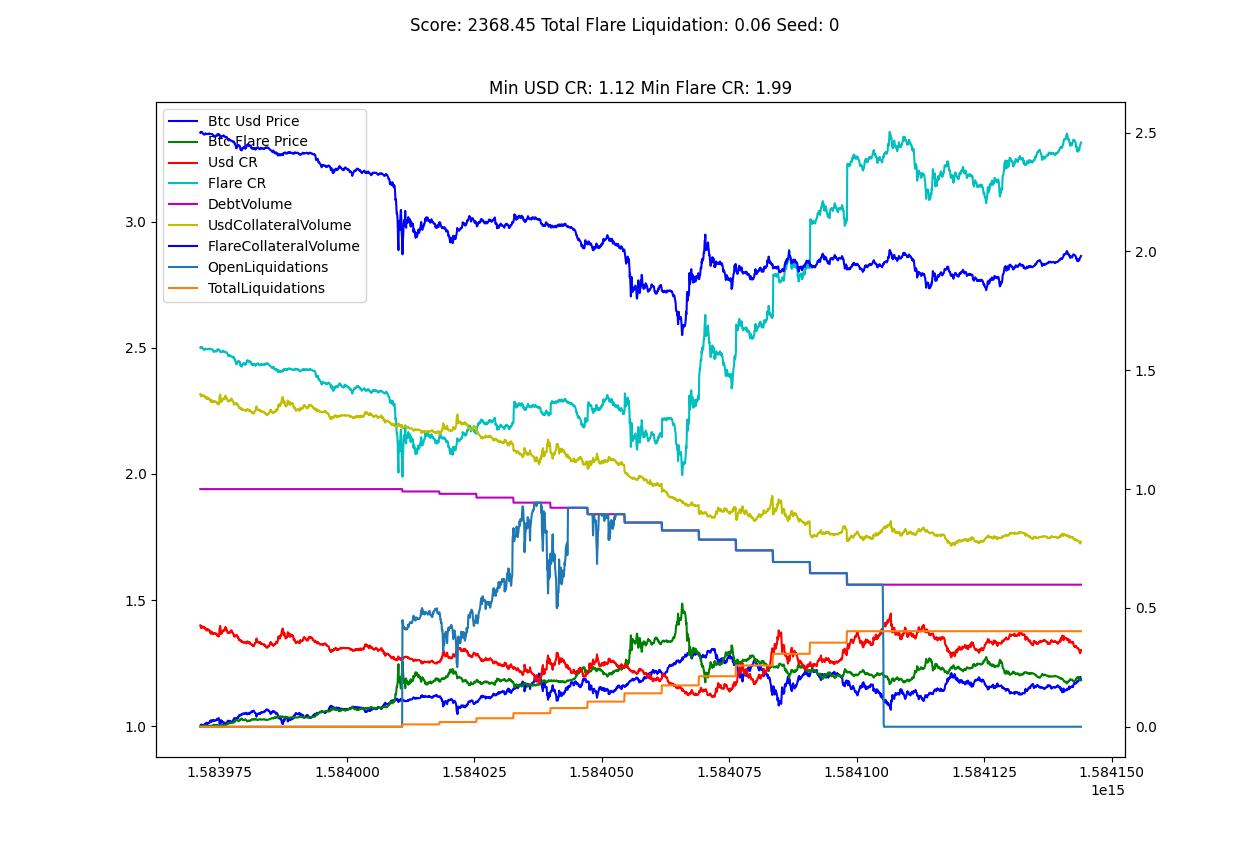 Score: 2368.45 Total Flare Liquidation: 0.06 Seed: 0
Min USD CR: 1.12 Min Flare CR: 1.99
Btc Usd Price
Btc Flare Price
Usd CR
Flare CR
DebtVolume
UsdCollateralVolume
FlareCollateralVolume
OpenLiquidations
TotalLiquidations
3.0
2.5
2.0
1.5
1.0
2.5
2.0
1.5
1.0
0.5
0.0
1.583975 1.584000 1.584025 1.584050 1.584075 1.584100 1.584125 1.584150
1e15